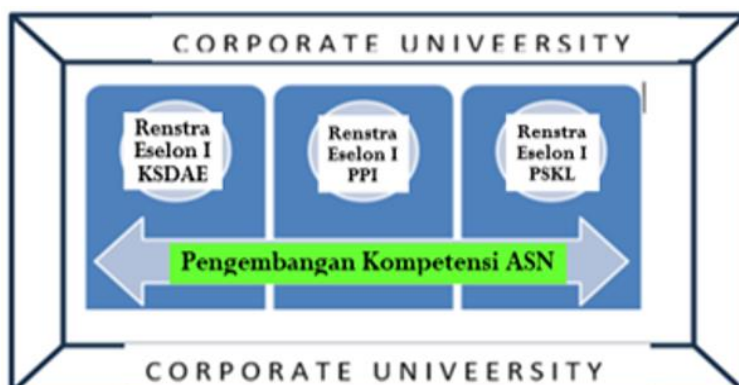 CORPORATE UNIVEERSITY
Renstra
Eselon I
KSDAE
Renstra
Eselon I
PPI
Renstra
Eselon I
PSKL
Pengembangan Kompetensi ASN
CORPORATE UNIVEERSITY